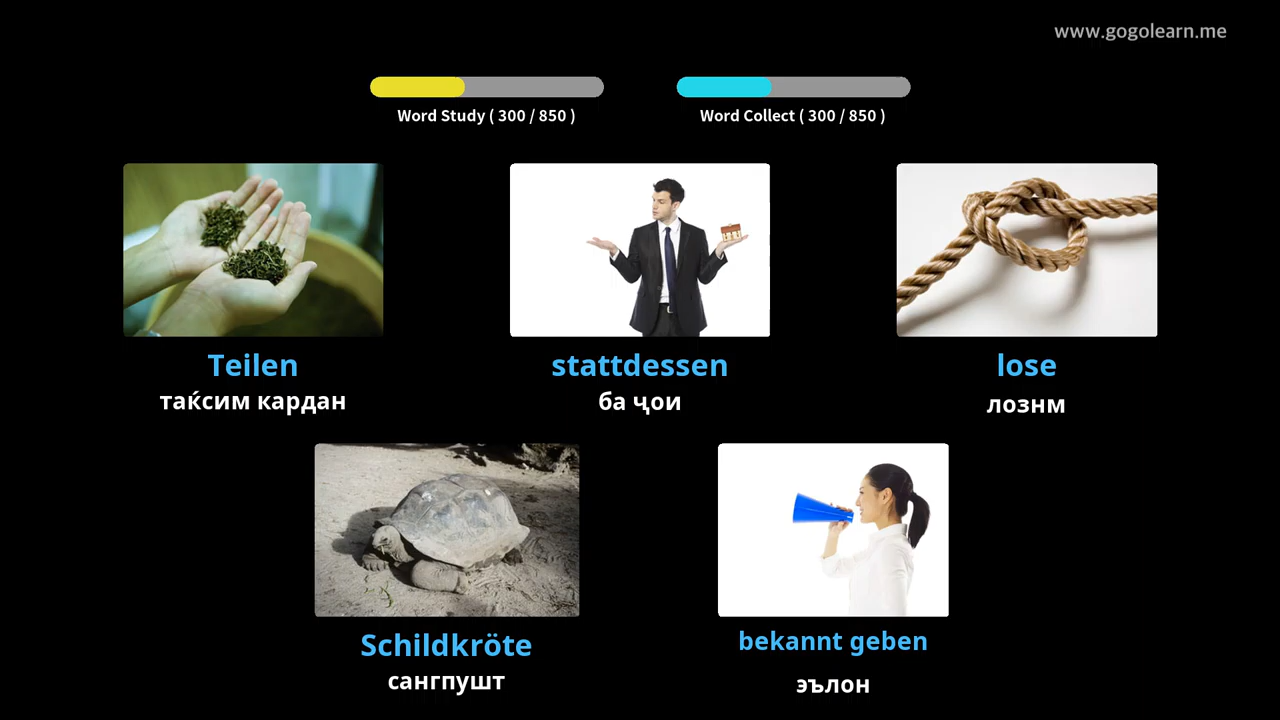 www.gogolearn.me
Word Study ( 300 / 850 )
Word Collect ( 300 / 850 )
Teilen
таќсим кардан
stattdessen
ба ҷои
lose
лознм
Schildkröte
сангпушт
bekannt geben
эълон